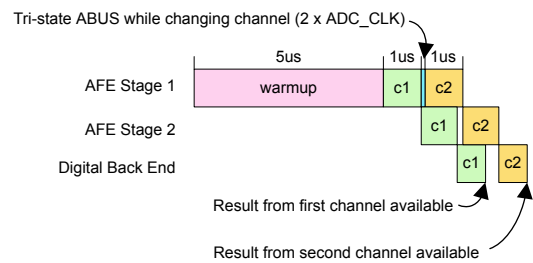 Tri-state ABUS while changing channel (2 x ADC_CLK)
5us 1us 1us
AFE Stage 1 warmup c1 c2
AFE Stage 2 c1 c2
Digital Back End c1 c2
Result from first channel available
Result from second channel available